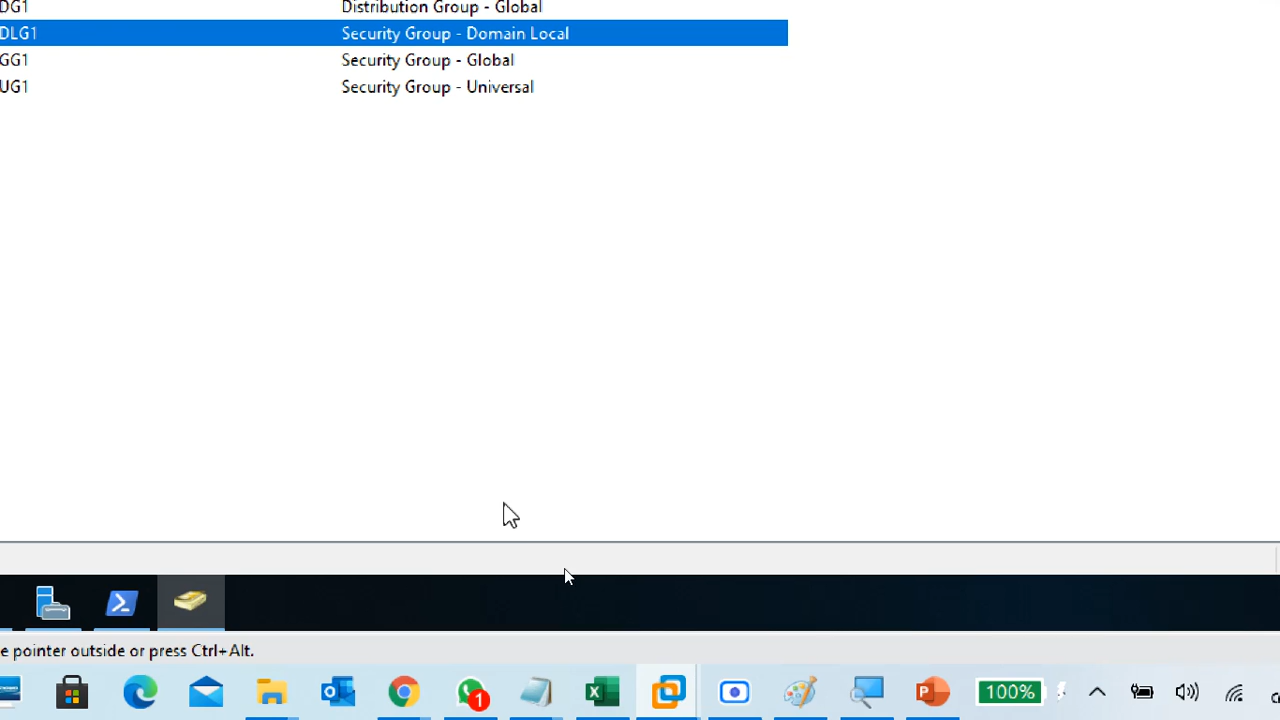 DG1 Distribution Group - Global
DLG1 Security Group - Domain Local
GG1 Security Group - Global
UG1 Security Group - Universal
e pointer outside or press Ctrl+Alt.
1
100%